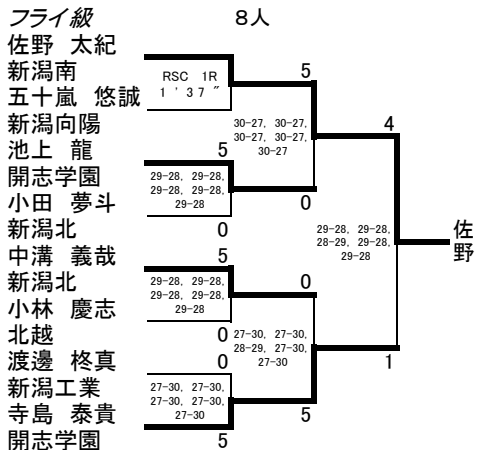 フライ級 8人
佐野 太紀
新潟南
五十嵐 悠誠
新潟向陽
池上 龍
開志学園
小田 夢斗
新潟北
中溝 義哉
新潟北
小林 慶志
北越
渡邊 柊真
新潟工業
寺島 泰貴
開志学園
RSC 1R
1 ' 37 "
5
29-28, 29-28,
29-28, 29-28,
29-28
0
5
29-28, 29-28,
29-28, 29-28,
29-28
0
0
27-30, 27-30,
27-30, 27-30,
27-30
5
5
30-27, 30-27,
30-27, 30-27,
30-27
0
0
27-30, 27-30,
28-29, 27-30,
27-30
5
4
29-28, 29-28,
28-29, 29-28,
29-28
1
佐野